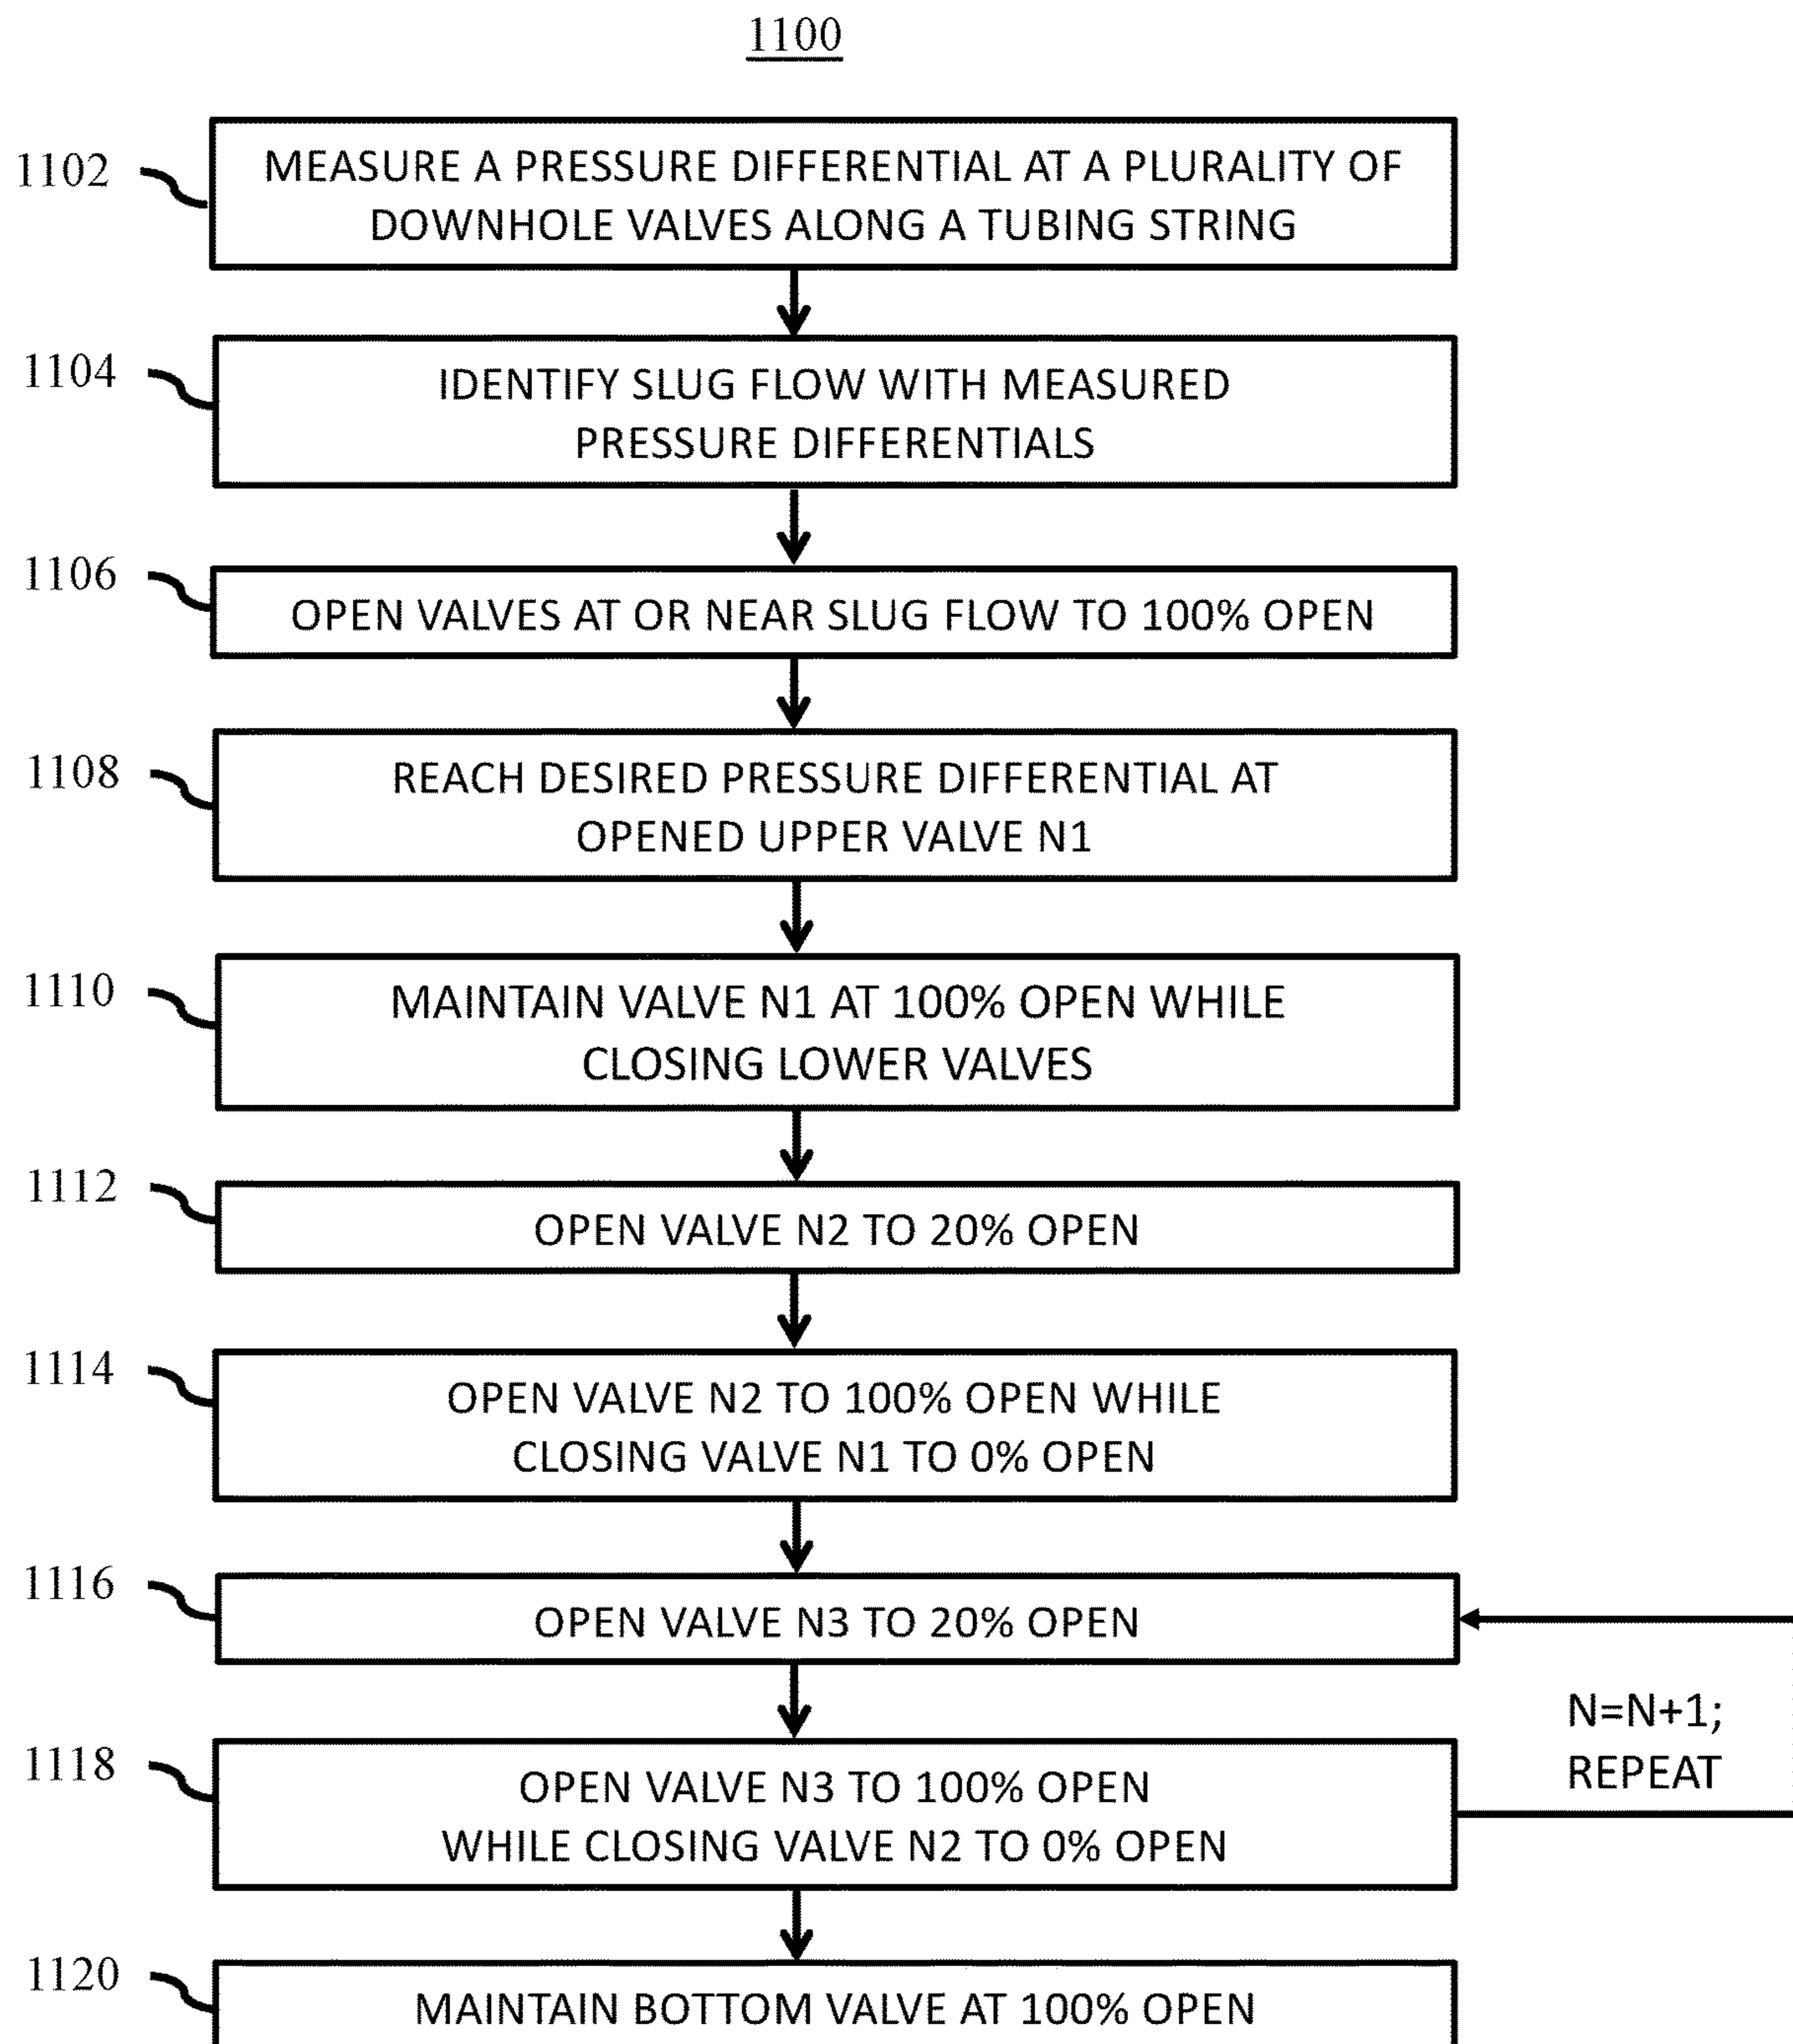 1100
1102
MEASURE A PRESSURE DIFFERENTIAL AT A PLURALITY OF
DOWNHOLE VALVES ALONG A TUBING STRING
1104
IDENTIFY SLUG FLOW WITH MEASURED
PRESSURE DIFFERENTIALS
1106
OPEN VALVES AT OR NEAR SLUG FLOW TO 100% OPEN
1108
REACH DESIRED PRESSURE DIFFERENTIAL AT
OPENED UPPER VALVE N1
1110
MAINTAIN VALVE N1 AT 100% OPEN WHILE
CLOSING LOWER VALVES
1112
OPEN VALVE N2 TO 20% OPEN
1114
OPEN VALVE N2 TO 100% OPEN WHILE
CLOSING VALVE N1 TO 0% OPEN
1116
OPEN VALVE N3 TO 20% OPEN
N=N+1;
REPEAT
1118
OPEN VALVE N3 TO 100% OPEN
WHILE CLOSING VALVE N2 TO 0% OPEN
1120
MAINTAIN BOTTOM VALVE AT 100% OPEN